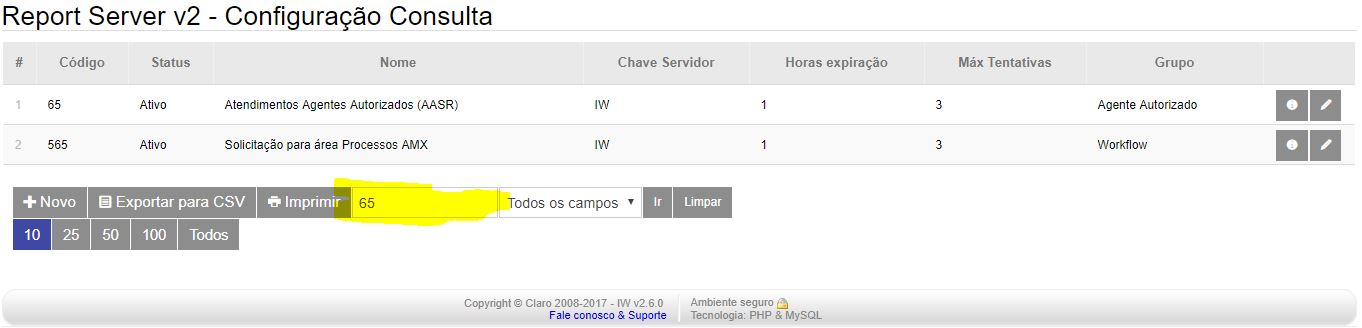 Report Server v2 - Configuração Consulta
# Código Status Nome Chave Servidor Horas expiração Máx Tentativas Grupo
1 65 Ativo Atendimentos Agentes Autorizados (AASR) IW 1 3 Agente Autorizado
2 565 Ativo Solicitação para área Processos AMX IW 1 3 Workflow
Novo Exportar para CSV Imprimir 65 Todos os campos Ir Limpar
10 25 50 100 Todos
Copyright © Claro 2008-2017 - IW v2.6.0 Ambiente seguro
Fale conosco & Suporte Tecnologia: PHP & MySQL